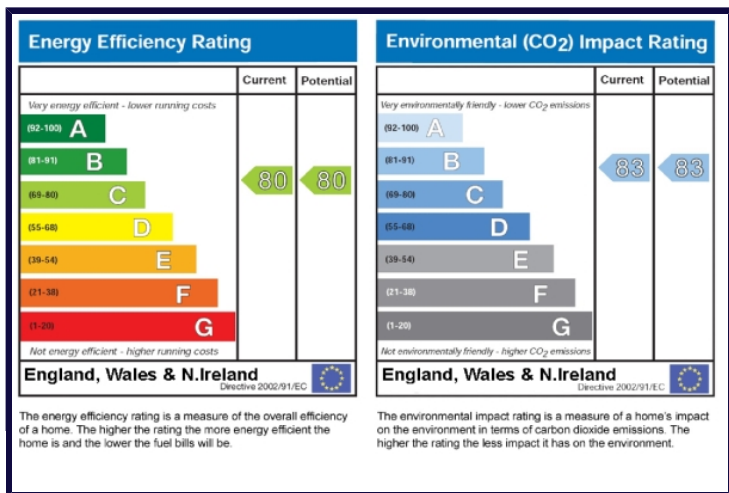 Energy Efficiency Rating
Current Potential
Very energy efficient - lower running costs
(92-100) A
(81-91) B
(69-80) C
80 80
(55-68) D
(39-54) E
(21-38) F
(1-20) G
Not energy efficient - higher running costs
England, Wales & N.Ireland
Directive 2002/91/EC
The energy efficiency rating is a measure of the overall efficiency
of a home. The higher the rating the more energy efficient the
home is and the lower the fuel bills will be.
Environmental (CO2) Impact Rating
Current Potential
Very environmentally friendly - lower CO2 emissions
(92-100) A
(81-91) B
83 83
(69-80) C
(55-68) D
(39-54) E
(21-38) F
(1-20) G
Not environmentally friendly - higher CO2 emissions
England, Wales & N.Ireland
Directive 2002/91/EC
The environmental impact rating is a measure of a home's impact
on the environment in terms of carbon dioxide emissions. The
higher the rating the less impact it has on the environment.